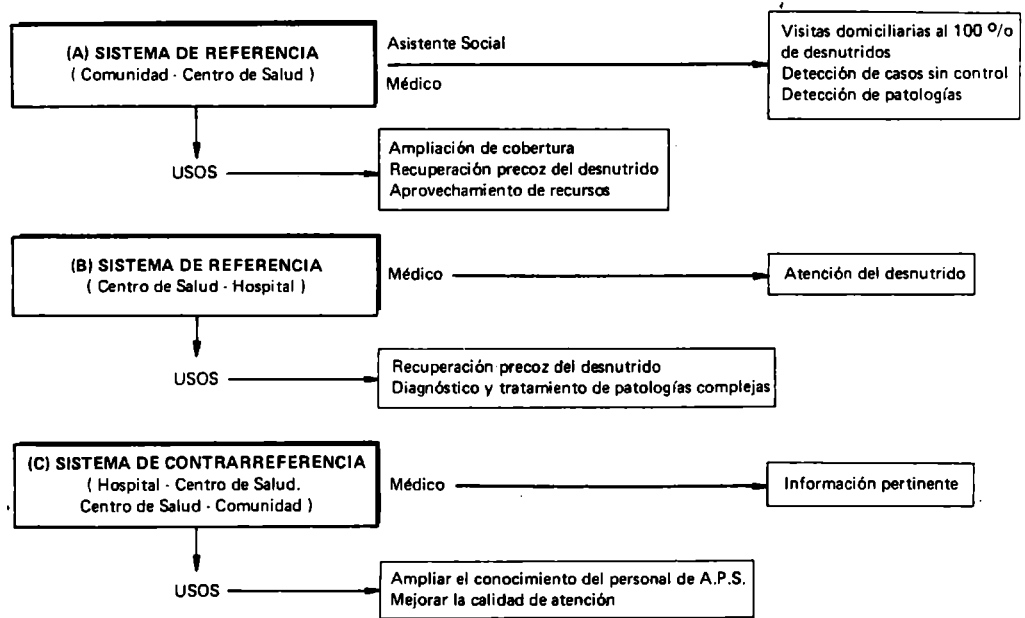 (A) SISTEMA DE REFERENCIA
( Comunidad - Centro de Salud )
Asistente Social
Médico
Visitas domiciliarias al 100 º/o
de desnutridos
Detección de casos sin control
Detección de patologías
USOS
Ampliación de cobertura
Recuperación precoz del desnutrido
Aprovechamiento de recursos
(B) SISTEMA DE REFERENCIA
( Centro de Salud - Hospital )
Médico
Atención del desnutrido
USOS
Recuperación precoz del desnutrido
Diagnóstico y tratamiento de patologías complejas
(C) SISTEMA DE CONTRARREFERENCIA
( Hospital - Centro de Salud.
Centro de Salud - Comunidad )
Médico
Información pertinente
USOS
Ampliar el conocimiento del personal de A.P.S.
Mejorar la calidad de atención